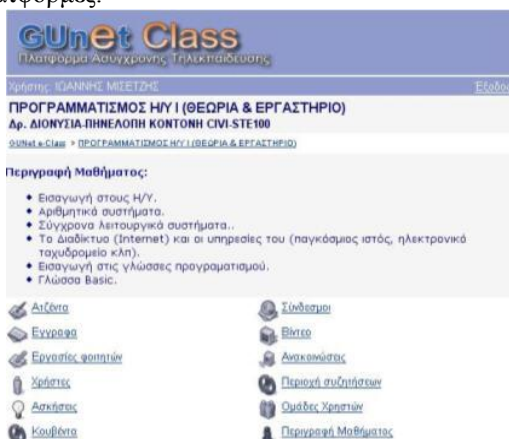 GUnet Class
Πλατφόρμα Ασύγχρονης Τηλεκπαίδευσης
Χρήστης: ΙΩΑΝΝΗΣ ΜΙΣΕΤΖΗΣ Έξοδος
ΠΡΟΓΡΑΜΜΑΤΙΣΜΟΣ Η/Υ Ι (ΘΕΩΡΙΑ & ΕΡΓΑΣΤΗΡΙΟ)
Δρ. ΔΙΟΝΥΣΙΑ-ΠΗΝΕΛΟΠΗ ΚΟΝΤΟΝΗ CIVI-STE100
GUNet e-Class > ΠΡΟΓΡΑΜΜΑΤΙΣΜΟΣ Η/Υ Ι (ΘΕΩΡΙΑ & ΕΡΓΑΣΤΗΡΙΟ)
Περιγραφή Μαθήματος:
Εισαγωγή στους Η/Υ.
Αριθμητικά συστήματα.
Σύγχρονα λειτουργικά συστήματα..
Το Διαδίκτυο (Internet) και οι υπηρεσίες του (παγκόσμιος ιστός, ηλεκτρονικό
ταχυδρομείο κλπ).
Εισαγωγή στις γλώσσες προγραματισμού.
Γλώσσα Basic.
Ατζέντα Σύνδεσμοι
Έγγραφα Βίντεο
Εργασίες φοιτητών Ανακοινώσεις
Χρήστες Περιοχή συζητήσεων
Ασκήσεις Ομάδες Χρηστών
Κουβέντα Περιγραφή Μαθήματος